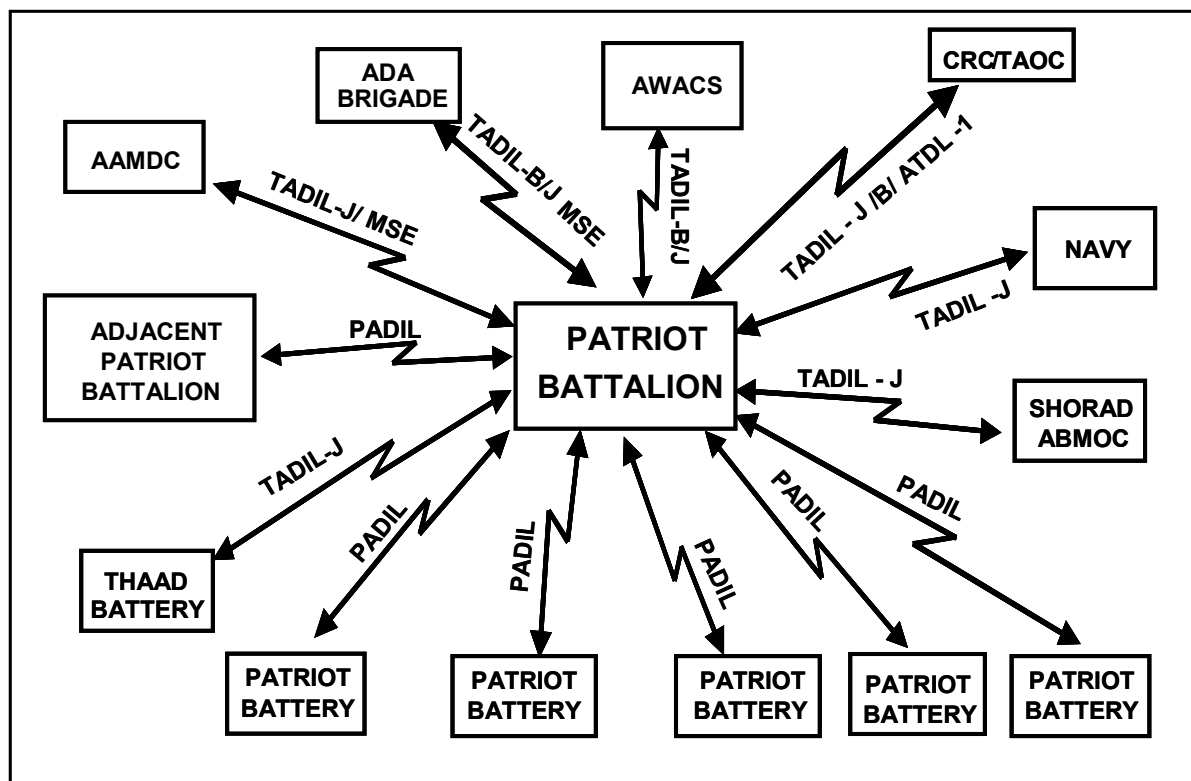 CRC/TAOC
ADA
BRIGADE
AWACS
AAMDC
TADIL-J/ MSE
TADIL-B/J MSE
TADIL-B/J
TADIL - J /B/ ATDL -1
NAVY
TADIL -J
ADJACENT
PATRIOT
BATTALION
PADIL
PATRIOT
BATTALION
TADIL - J
SHORAD
ABMOC
TADIL-J
PADIL
PADIL
PADIL
PADIL
PADIL
THAAD
BATTERY
PATRIOT
BATTERY
PATRIOT
BATTERY
PATRIOT
BATTERY
PATRIOT
BATTERY
PATRIOT
BATTERY